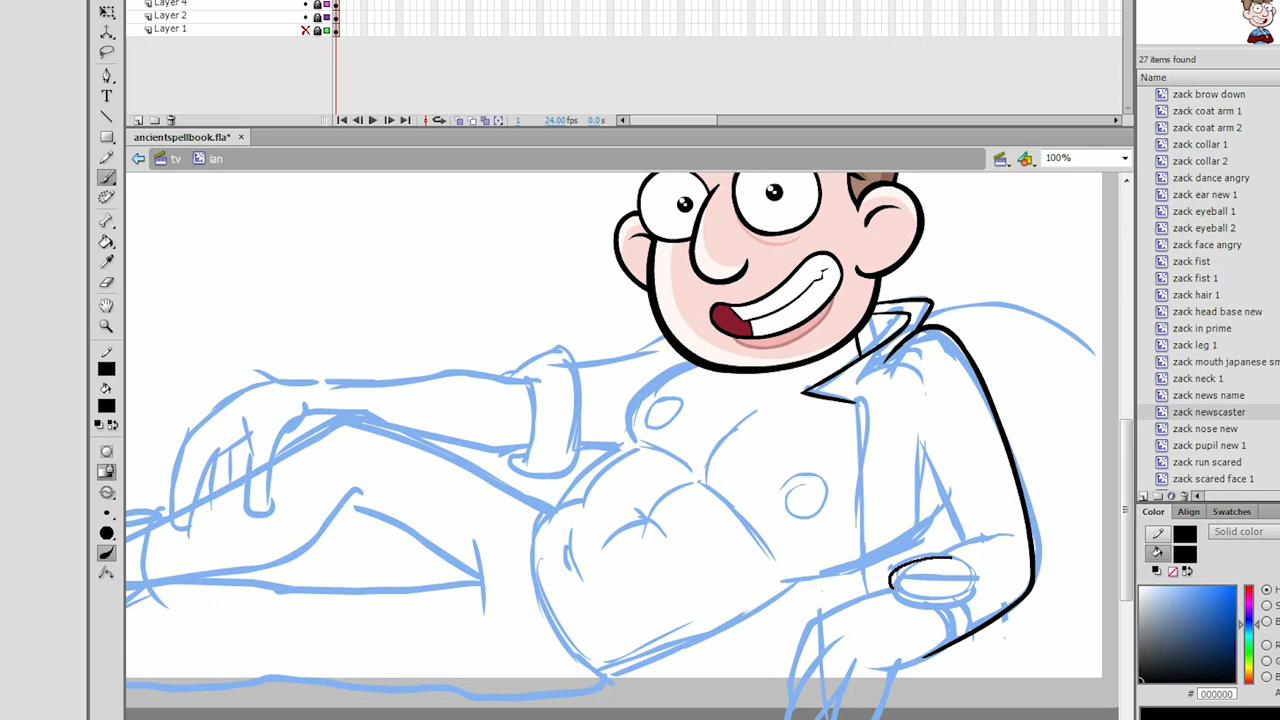 Layer 4
Layer 2
Layer 1
1 24.00fps 0.0s
ancientspellbook.fla*
tv ian 100%
27 items found
Name
zack brow down
zack coat arm 1
zack coat arm 2
zack collar 1
zack collar 2
zack dance angry
zack ear new 1
zack eyeball 1
zack eyeball 2
zack face angry
zack fist
zack fist 1
zack hair 1
zack head base new
zack in prime
zack leg 1
zack mouth japanese sm
zack neck 1
zack news name
zack newscaster
zack nose new
zack pupil new 1
zack run scared
zack scared face 1
Color Align Swatches
Solid color
H
S
B
R
G
B
# 000000
A
T